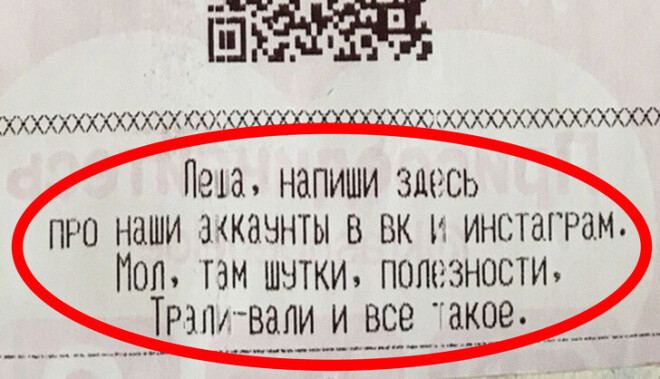 Леша, напиши здесь
про наши аккаунты в вк и инстаграм.
Мол, там шутки, полезности,
Трали-вали и все такое.